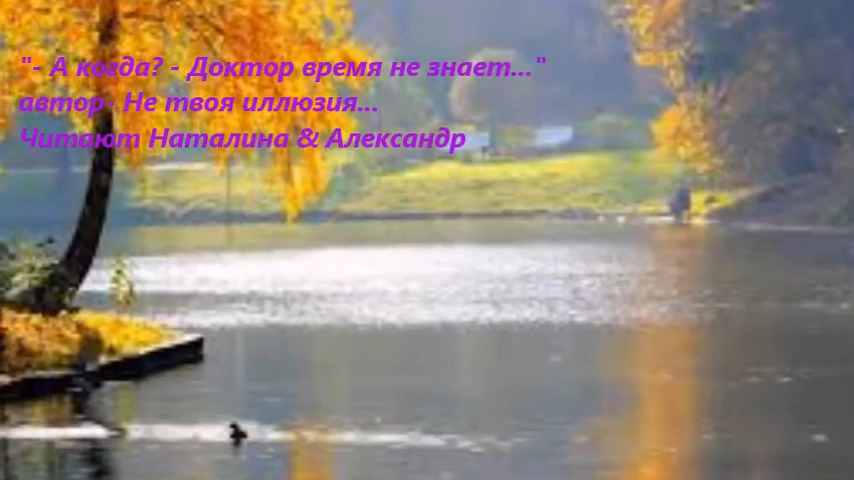 "- А когда? - Доктор время не знает..."
автор- Не твоя иллюзия...
Читают Наталина & Александр